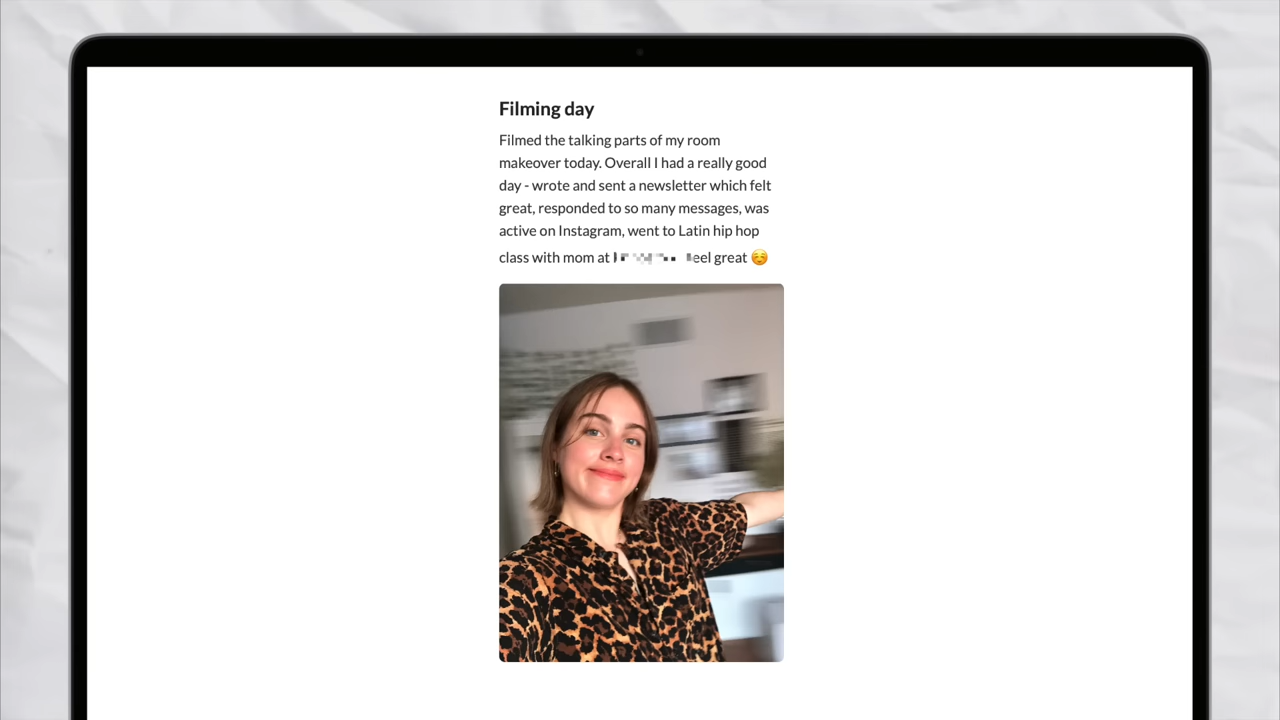 Filming day
Filmed the talking parts of my room
makeover today. Overall I had a really good
day - wrote and sent a newsletter which felt
great, responded to so many messages, was
active on Instagram, went to Latin hip hop
class with mom at great ☺️